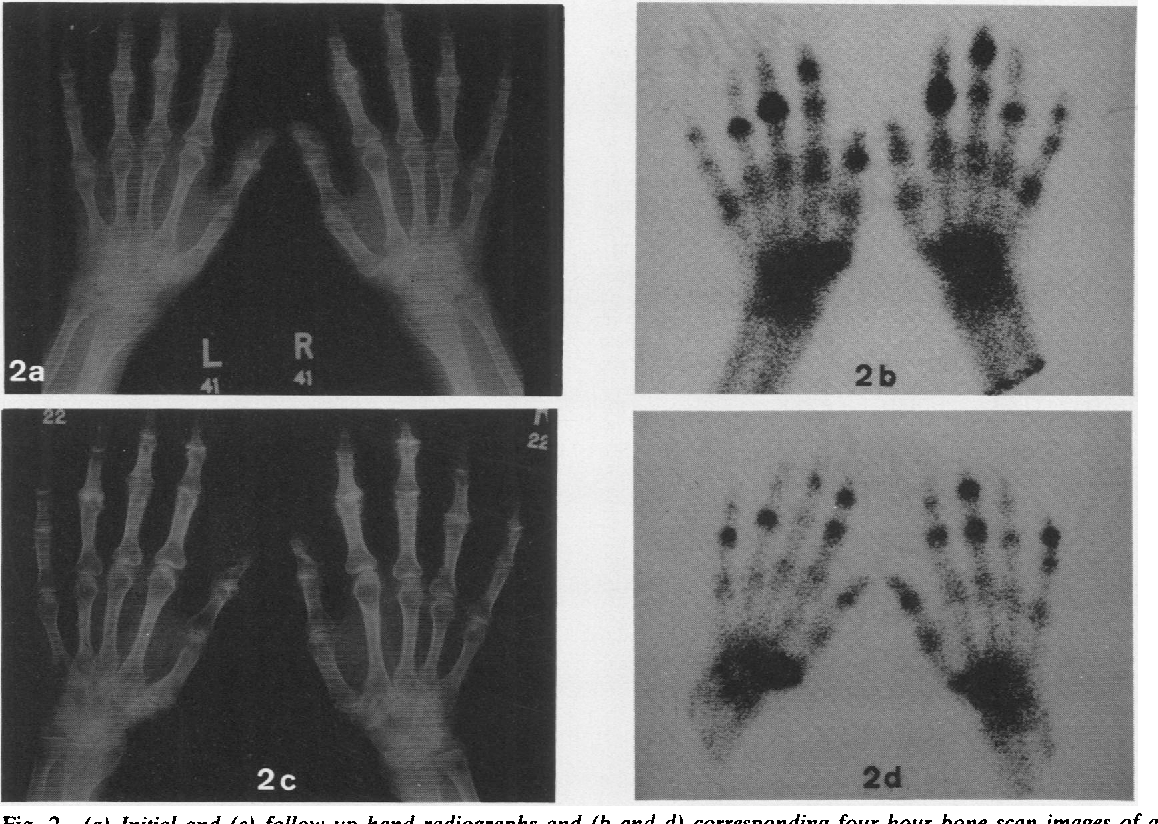 L R
41 41
2a
2b
22
22
2c
2d
Fig. 2 (a) Initial and (c) follow up hand radiographs and (b and d) corresponding four hour bone scan images of a